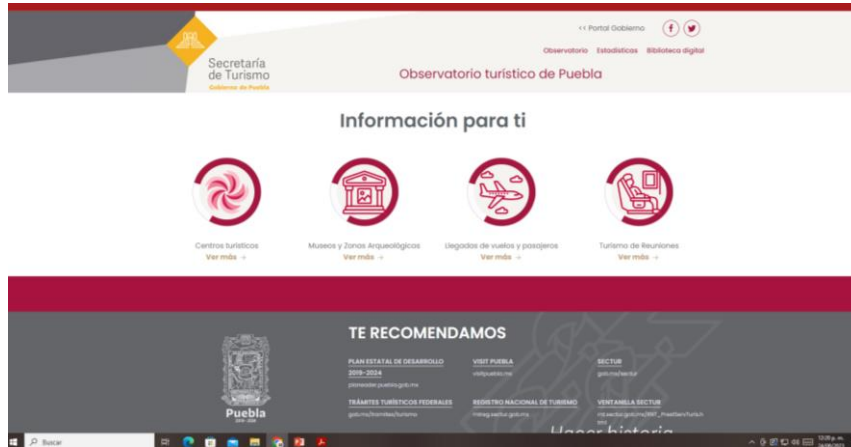 << Portal Gobierno
Observatorio Estadísticas Biblioteca digital
Secretaría
de Turismo
Gobierno de Puebla
Observatorio turístico de Puebla
Información para ti
Centros turísticos
Ver más →
Museos y Zonas Arqueológicas
Ver más →
Llegadas de vuelos y pasajeros
Ver más →
Turismo de Reuniones
Ver más →
TE RECOMENDAMOS
PLAN ESTATAL DE DESARROLLO
2019-2024
planeader.puebla.gob.mx
VISIT PUEBLA
visitpuebla.mx
SECTUR
gob.mx/sectur
TRÁMITES TURÍSTICOS FEDERALES
gob.mx/tramites/turismo
REGISTRO NACIONAL DE TURISMO
rntrag.sectur.gob.mx
VENTANILLA SECTUR
Puebla
Hacer historia
Buscar